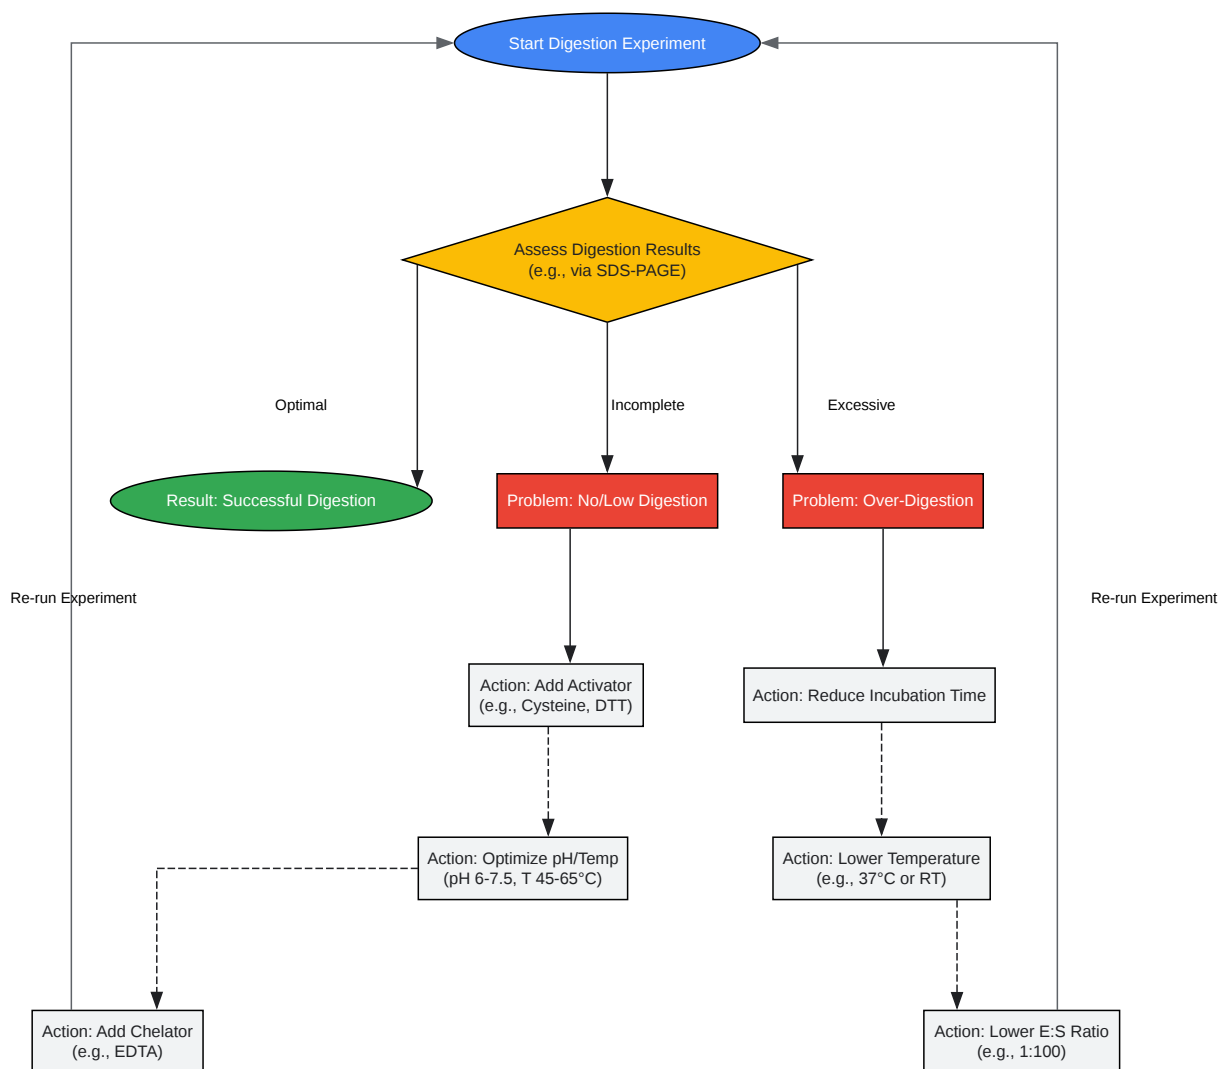 Start Digestion Experiment
Assess Digestion Results
(e.g., via SDS-PAGE)
Optimal
Incomplete
Excessive
Result: Successful Digestion
Problem: No/Low Digestion
Problem: Over-Digestion
Re-run Experiment
Re-run Experiment
Action: Add Activator
(e.g., Cysteine, DTT)
Action: Reduce Incubation Time
Action: Optimize pH/Temp
(pH 6-7.5, T 45-65°C)
Action: Lower Temperature
(e.g., 37°C or RT)
Action: Add Chelator
(e.g., EDTA)
Action: Lower E:S Ratio
(e.g., 1:100)